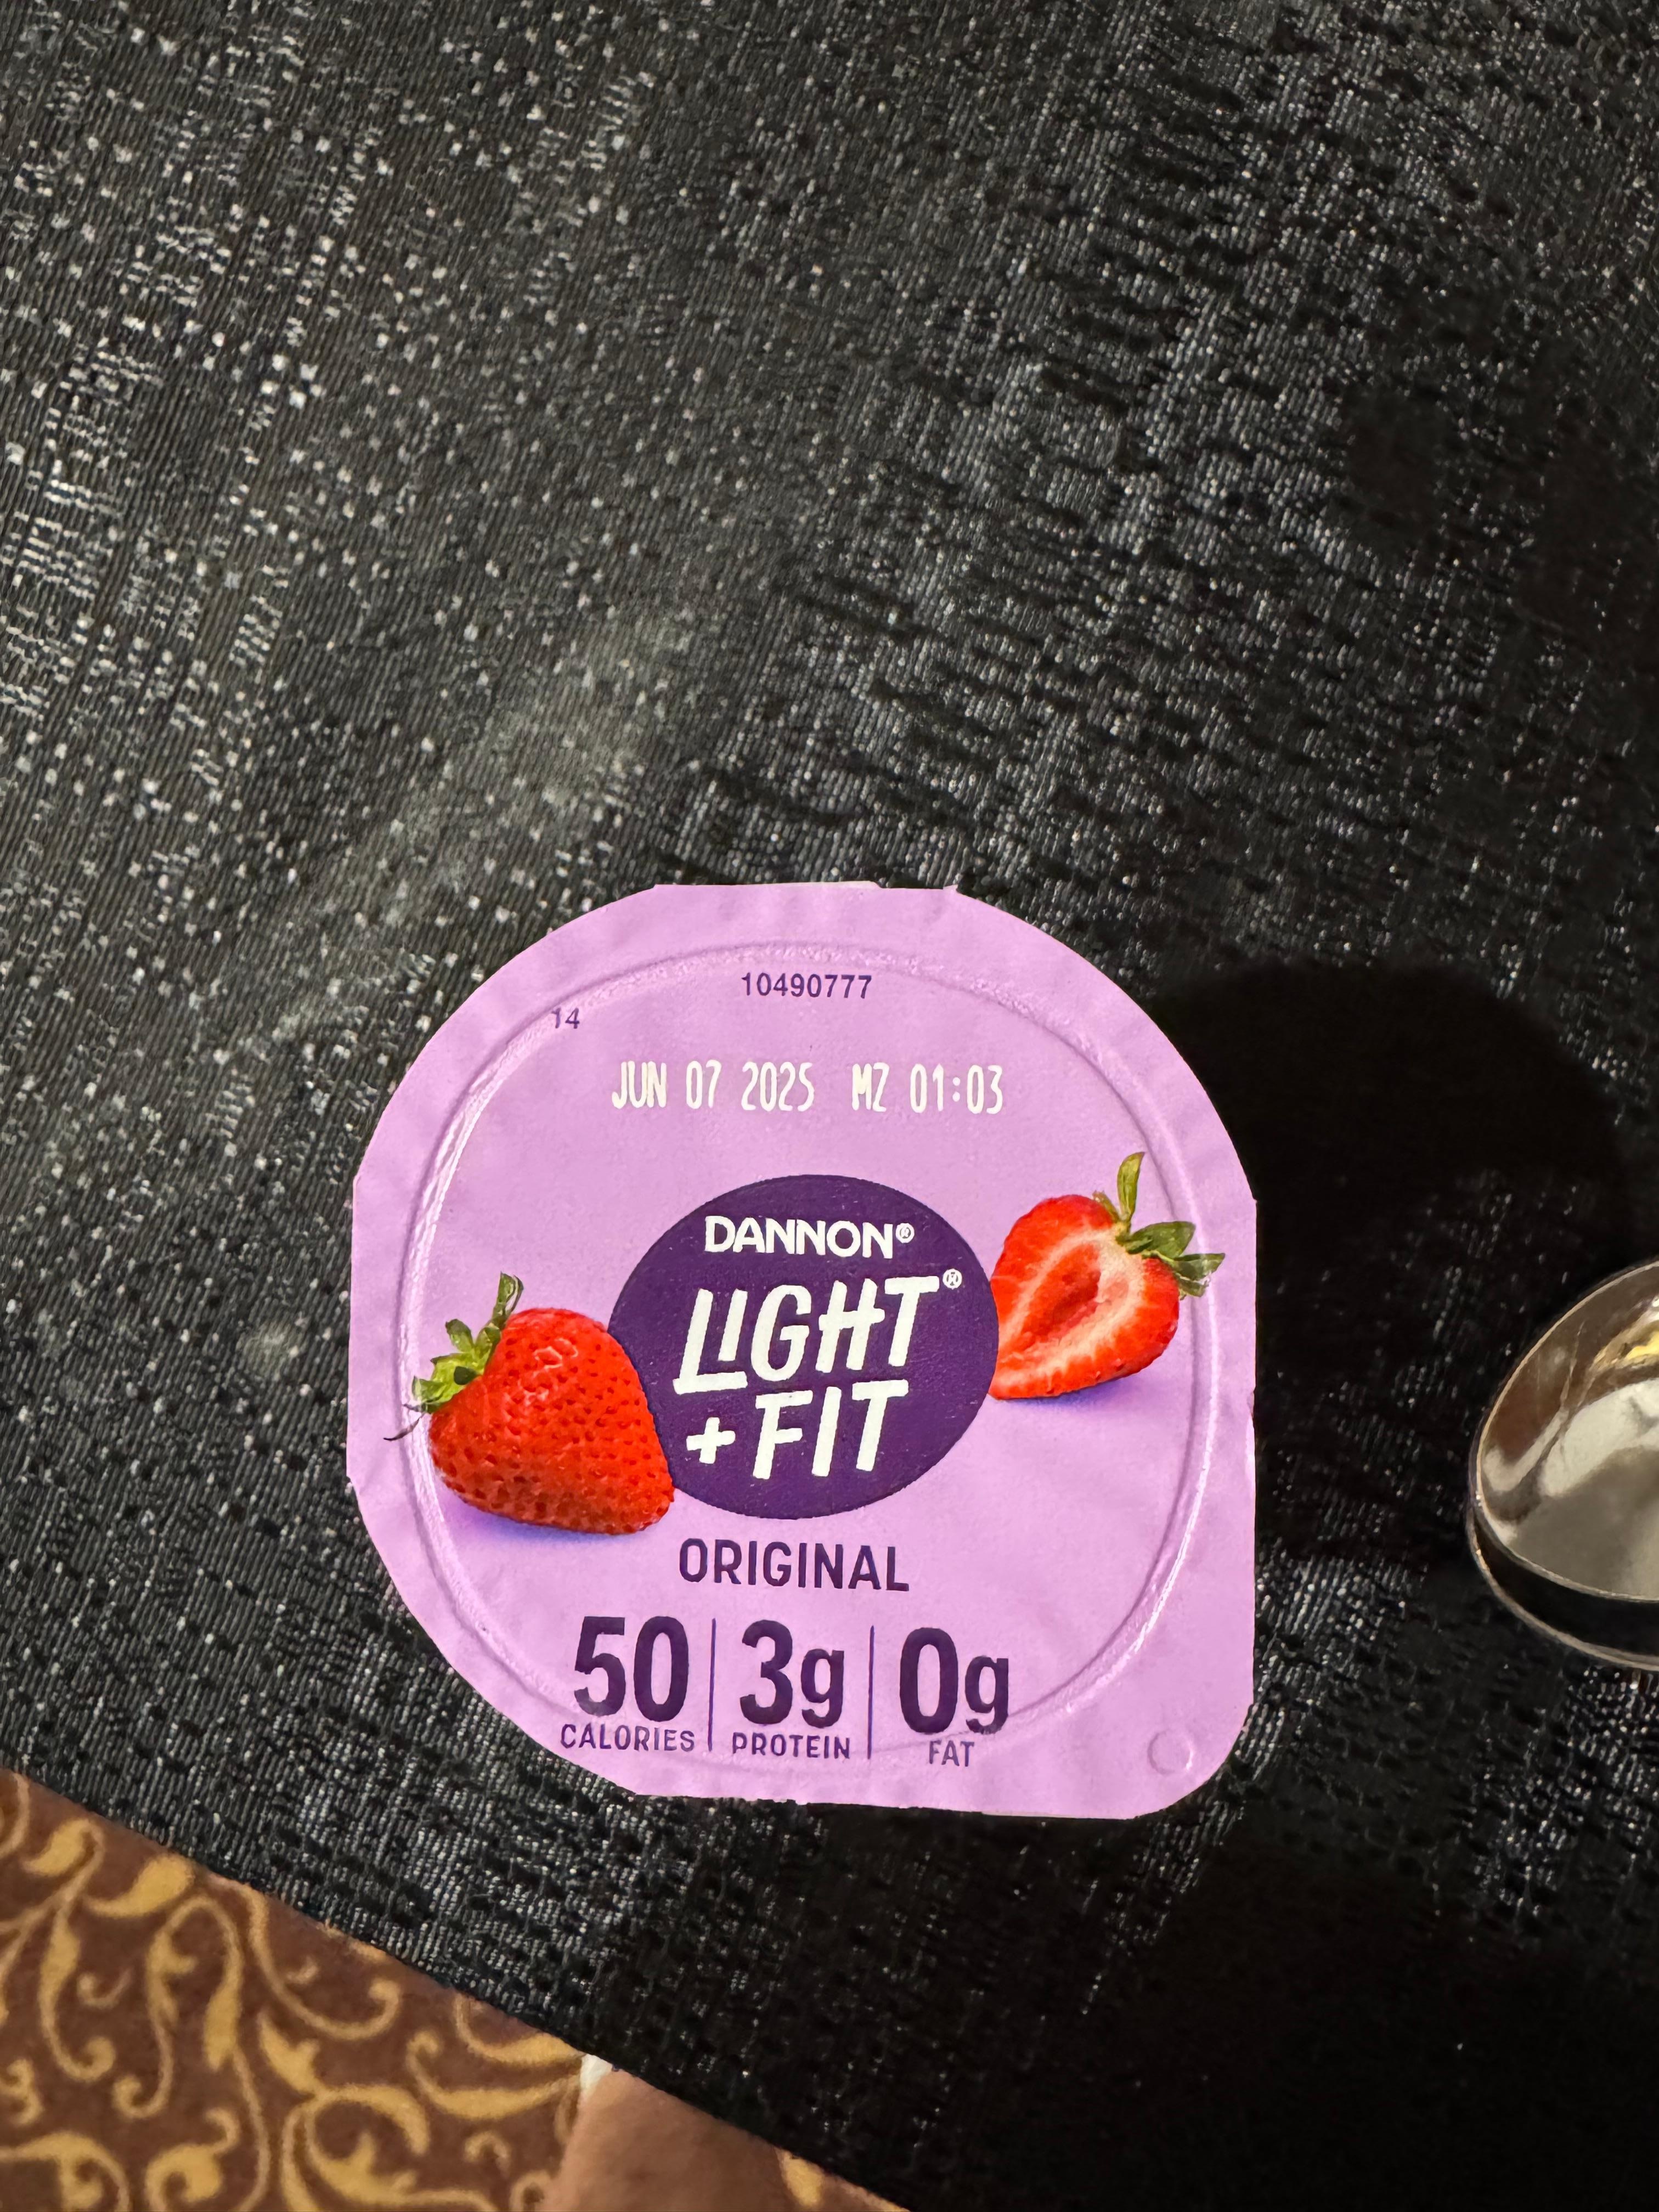 10490777
14
JUN 07 2025 MZ 01:03
DANNON®
LIGHT®
+ FIT
ORIGINAL
50 3g 0g
CALORIES PROTEIN FAT